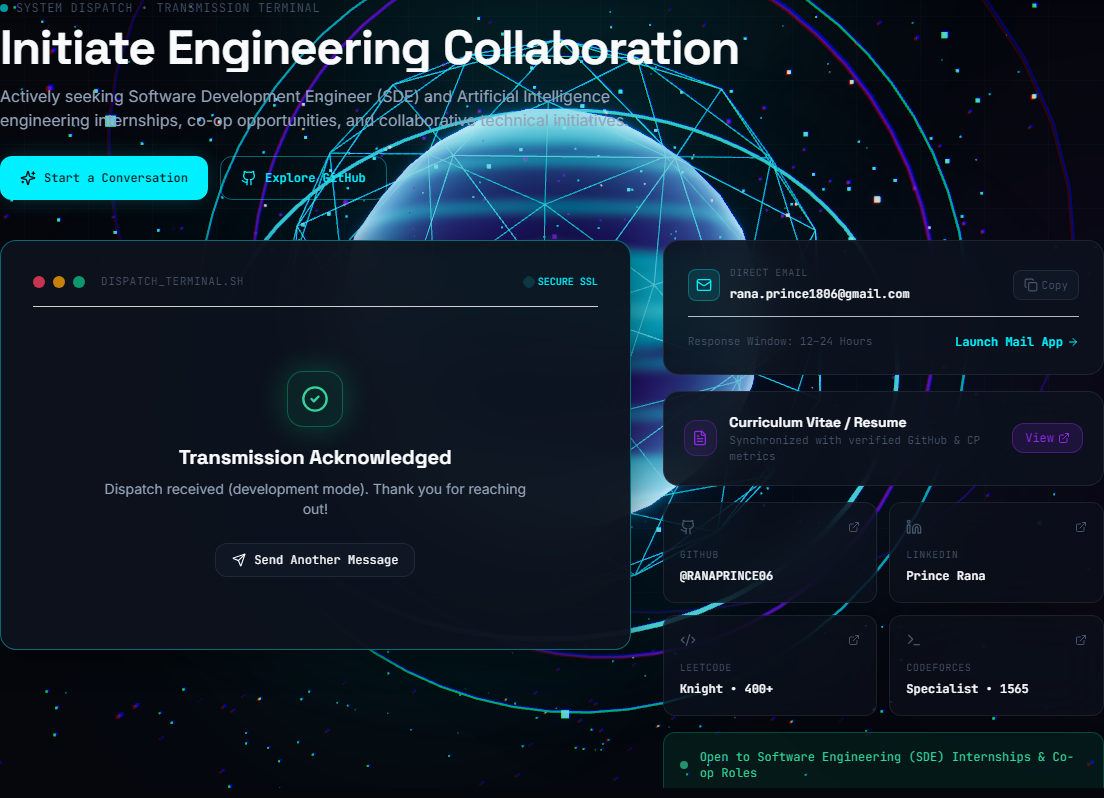 SYSTEM DISPATCH • TRANSMISSION TERMINAL
Initiate Engineering Collaboration
Actively seeking Software Development Engineer (SDE) and Artificial Intelligence
engineering internships, co-op opportunities, and collaborative technical initiatives.
Start a Conversation
Explore GitHub
DISPATCH_TERMINAL.SH
SECURE SSL
Transmission Acknowledged
Dispatch received (development mode). Thank you for reaching
out!
Send Another Message
DIRECT EMAIL
rana.prince1806@gmail.com
Copy
Response Window: 12-24 Hours
Launch Mail App →
Curriculum Vitae / Resume
Synchronized with verified GitHub & CP
metrics
View
GITHUB
@RANAPRINCE06
LINKEDIN
Prince Rana
LEETCODE
Knight • 400+
CODEFORCES
Specialist • 1565
Open to Software Engineering (SDE) Internships & Co-
op Roles